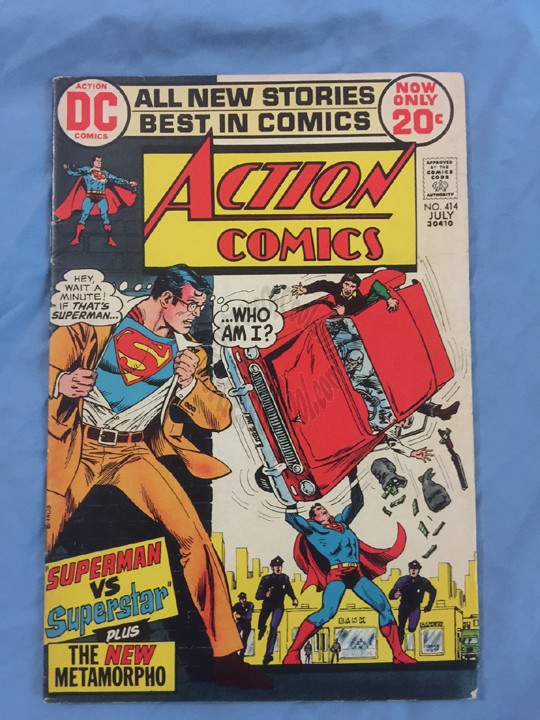 ACTION
DC
COMICS
ALL NEW STORIES
BEST IN COMICS
NOW
ONLY
20¢
APPROVED
BY THE
COMICS
CODE
AUTHORITY
NO. 414
JULY
30410
ACTION
COMICS
HEY,
WAIT A
MINUTE!
IF THAT'S
SUPERMAN...
...WHO
AM I?
BANK
"SUPERMAN
VS
Superstar"
PLUS
THE NEW
METAMORPHO